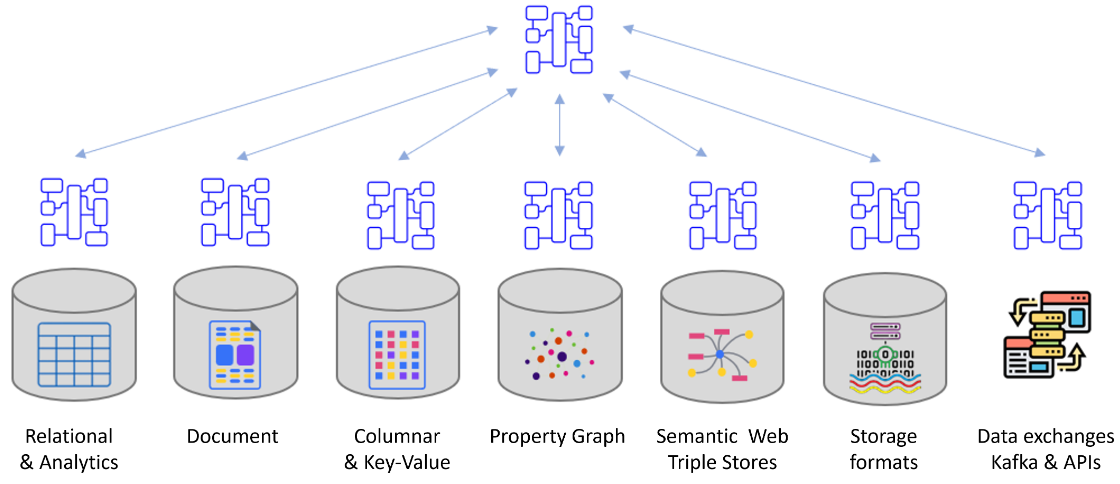 Relational
& Analytics
Document
Columnar
& Key-Value
Property Graph
Semantic Web
Triple Stores
Storage
formats
Data exchanges
Kafka & APIs